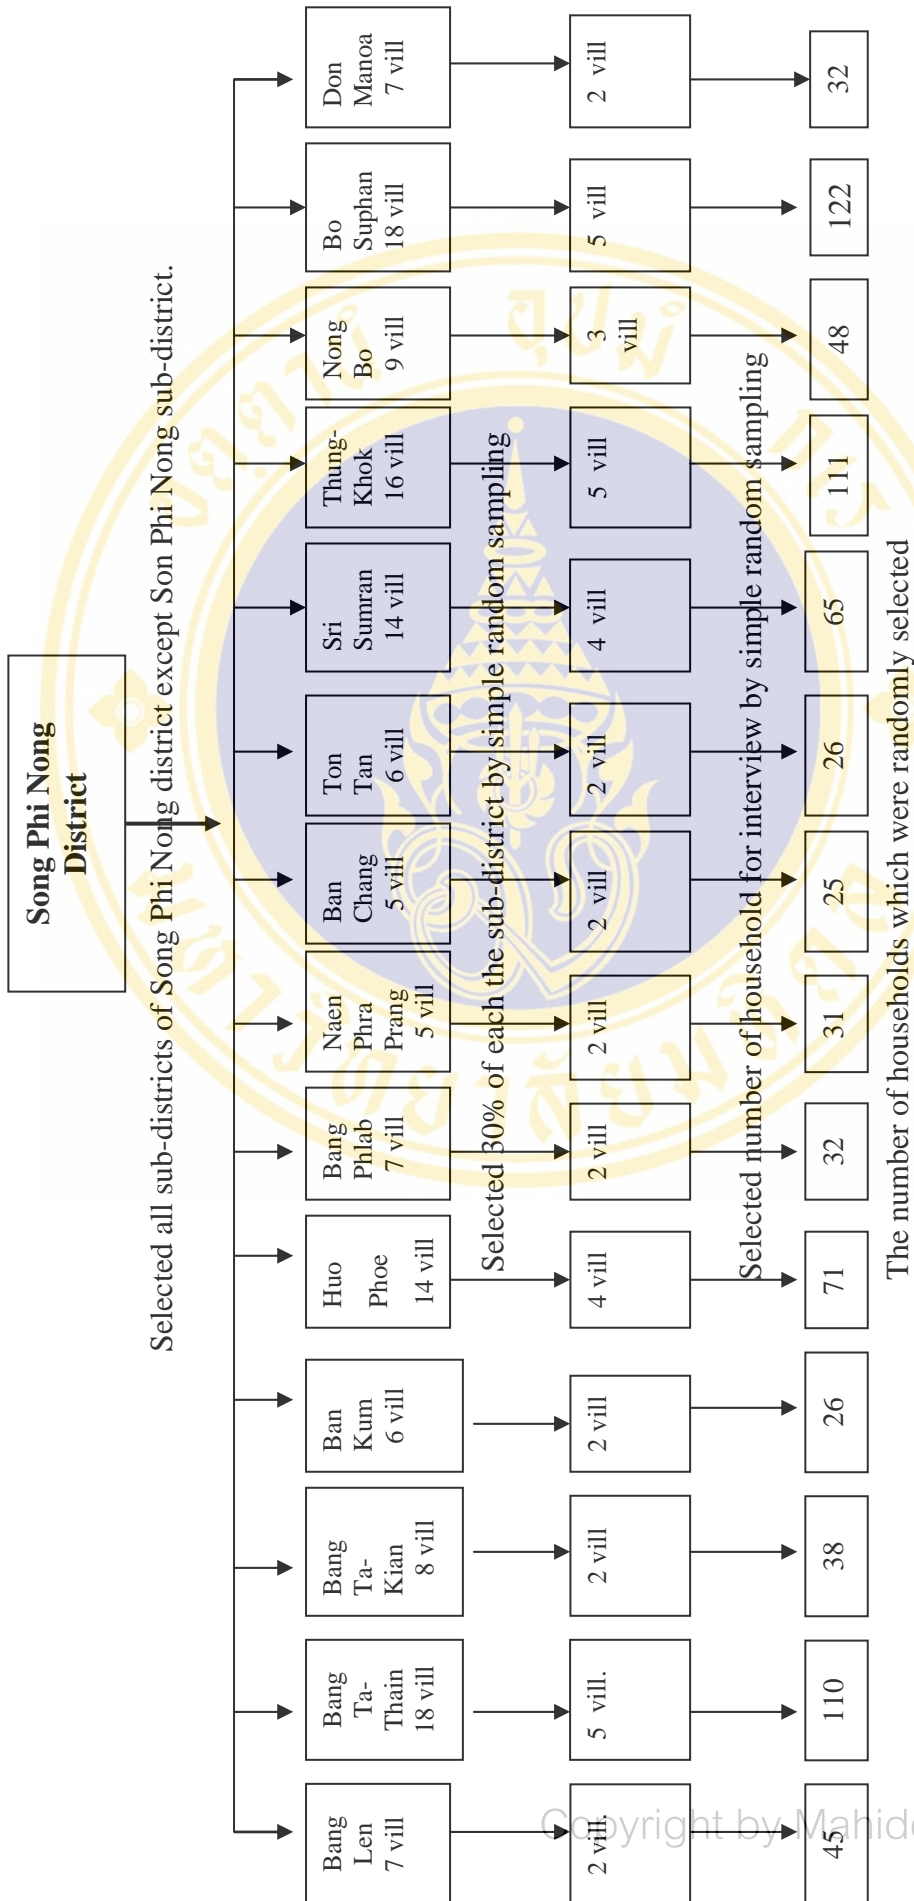 Song Phi Nong
District
Selected all sub-districts of Song Phi Nong district except Son Phi Nong sub-district.
Bang
Len
7 vill
Bang
Ta-
Thain
18 vill
Bang
Ta-
Kian
8 vill
Ban
Kum
6 vill
Huo
Phoe
14 vill
Bang
Phlab
7 vill
Naen
Phra
Prang
5 vill
Ban
Chang
5 vill
Ton
Tan
6 vill
Sri
Sumran
14 vill
Thung-
Khok
16 vill
Nong
Bo
9 vill
Bo
Suphan
18 vill
Don
Manoa
7 vill
Selected 30% of each the sub-district by simple random sampling
2 vill.
5 vill.
2 vill
2 vill
4 vill
2 vill
2 vill
2 vill
2 vill
4 vill
5 vill
3
vill
5 vill
2 vill
Selected number of household for interview by simple random sampling
45
110
38
26
71
32
31
25
26
65
111
48
122
32
The number of households which were randomly selected
Copyright by